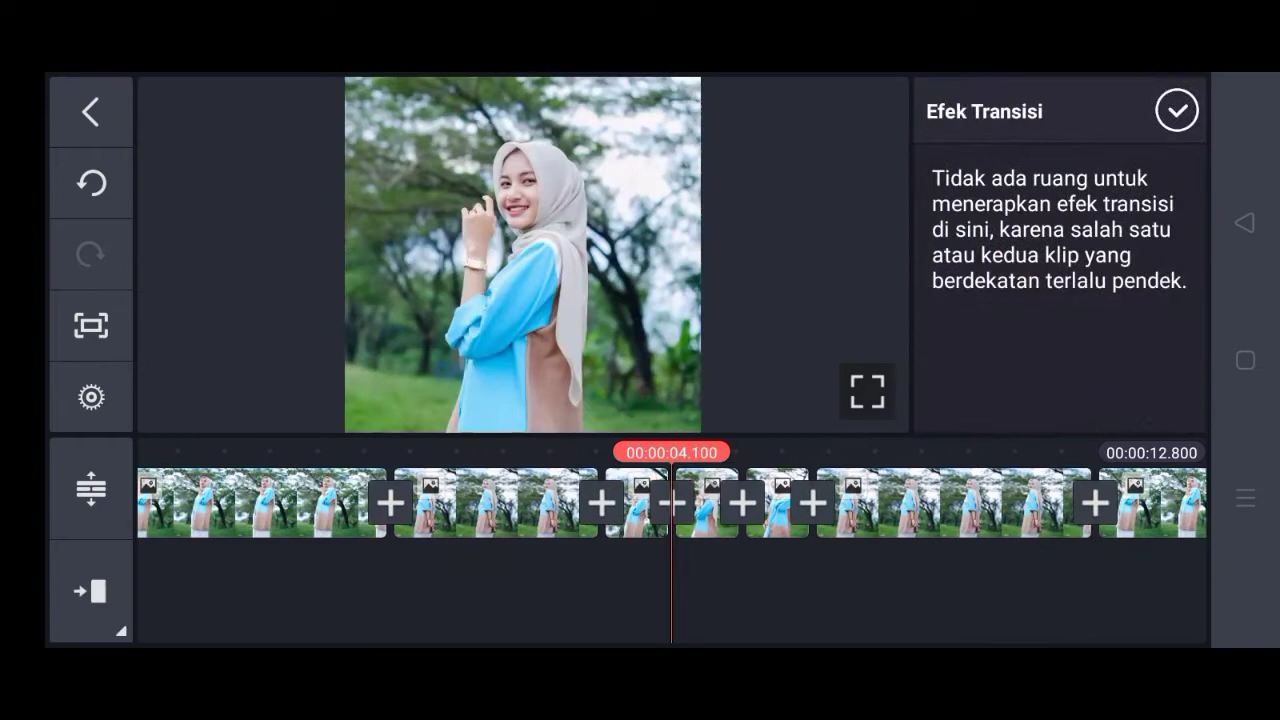 Efek Transisi
Tidak ada ruang untuk
menerapkan efek transisi
di sini, karena salah satu
atau kedua klip yang
berdekatan terlalu pendek.
00:00:04.100
00:00:12.800